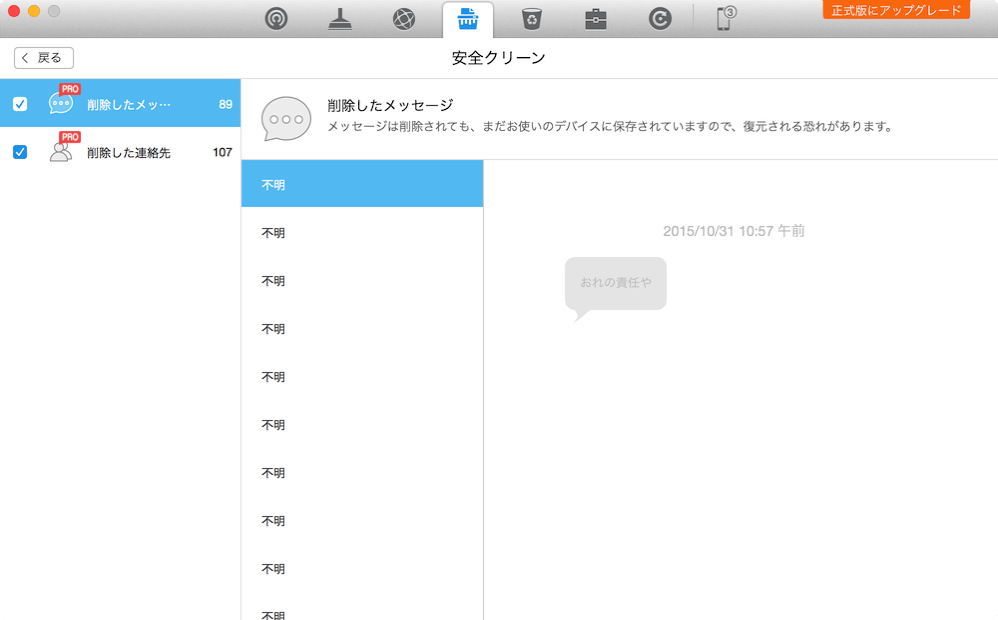 3
正式版にアップグレード
戻る
安全クリーン
PRO
削除したメッ… 89
PRO
削除した連絡先 107
削除したメッセージ
メッセージは削除されても、まだお使いのデバイスに保存されていますので、復元される恐れがあります。
不明
不明
不明
不明
不明
不明
不明
不明
不明
不明
2015/10/31 10:57 午前
おれの責任や